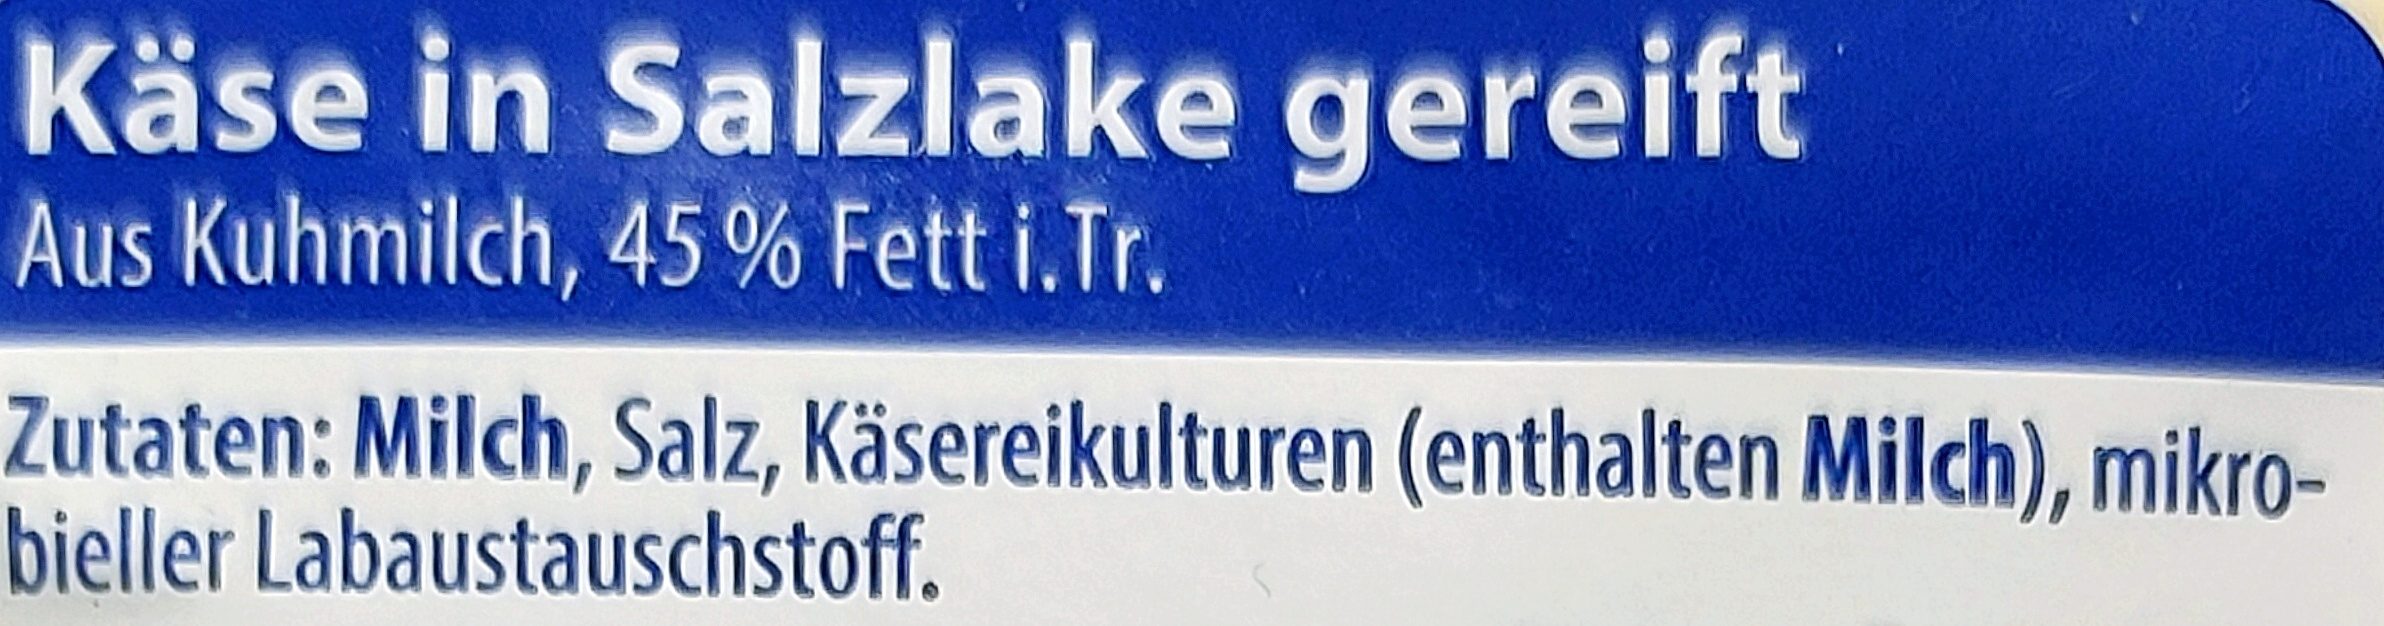 Käse in Salzlake gereift
Aus Kuhmilch, 45 % Fett i.Tr.
Zutaten: Milch, Salz, Käsereikulturen (enthalten Milch), mikro-
bieller Labaustauschstoff.